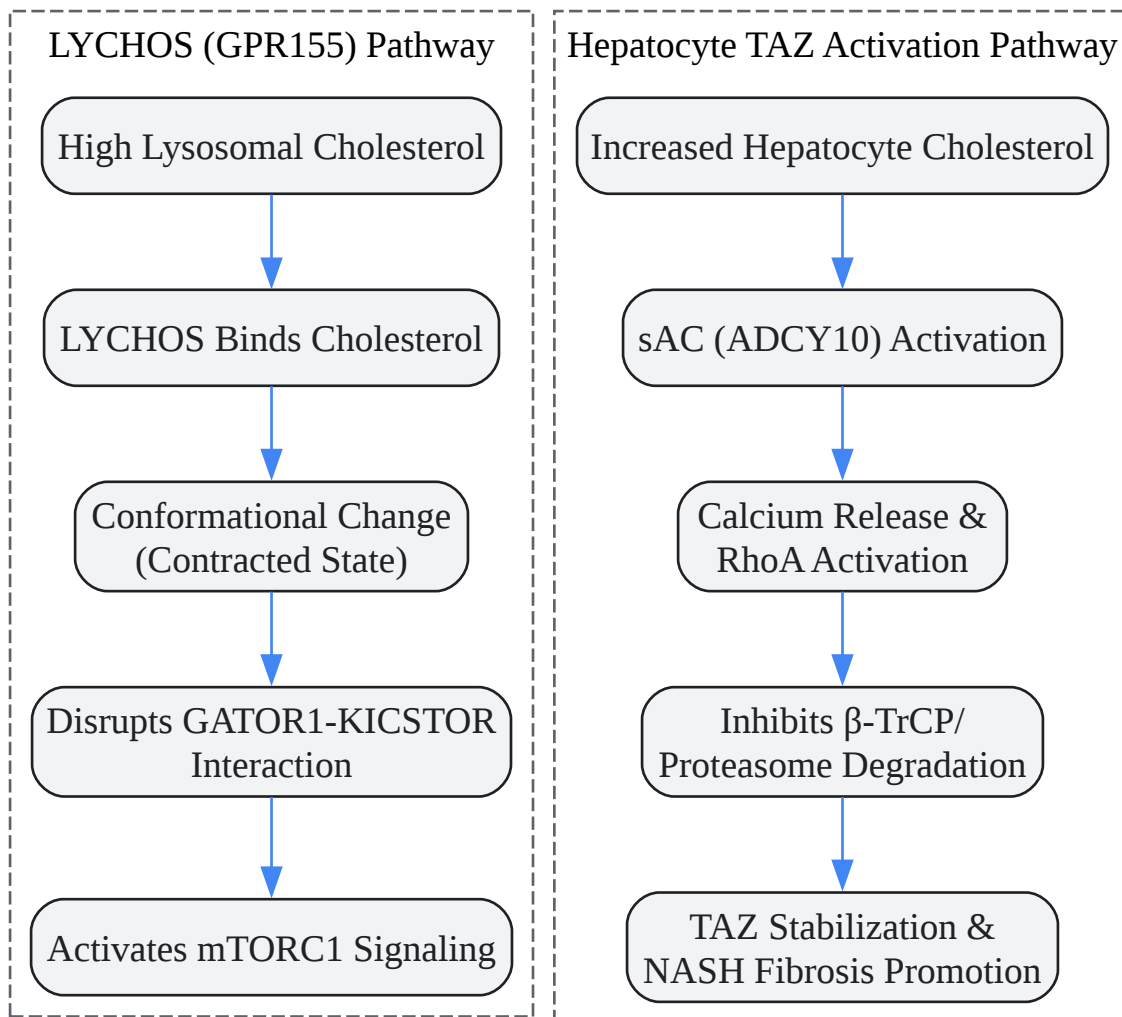 LYCHOS (GPR155) Pathway
High Lysosomal Cholesterol
LYCHOS Binds Cholesterol
Conformational Change
(Contracted State)
Disrupts GATOR1-KICSTOR
Interaction
Activates mTORC1 Signaling
Hepatocyte TAZ Activation Pathway
Increased Hepatocyte Cholesterol
sAC (ADCY10) Activation
Calcium Release &
RhoA Activation
Inhibits β-TrCP/
Proteasome Degradation
TAZ Stabilization &
NASH Fibrosis Promotion